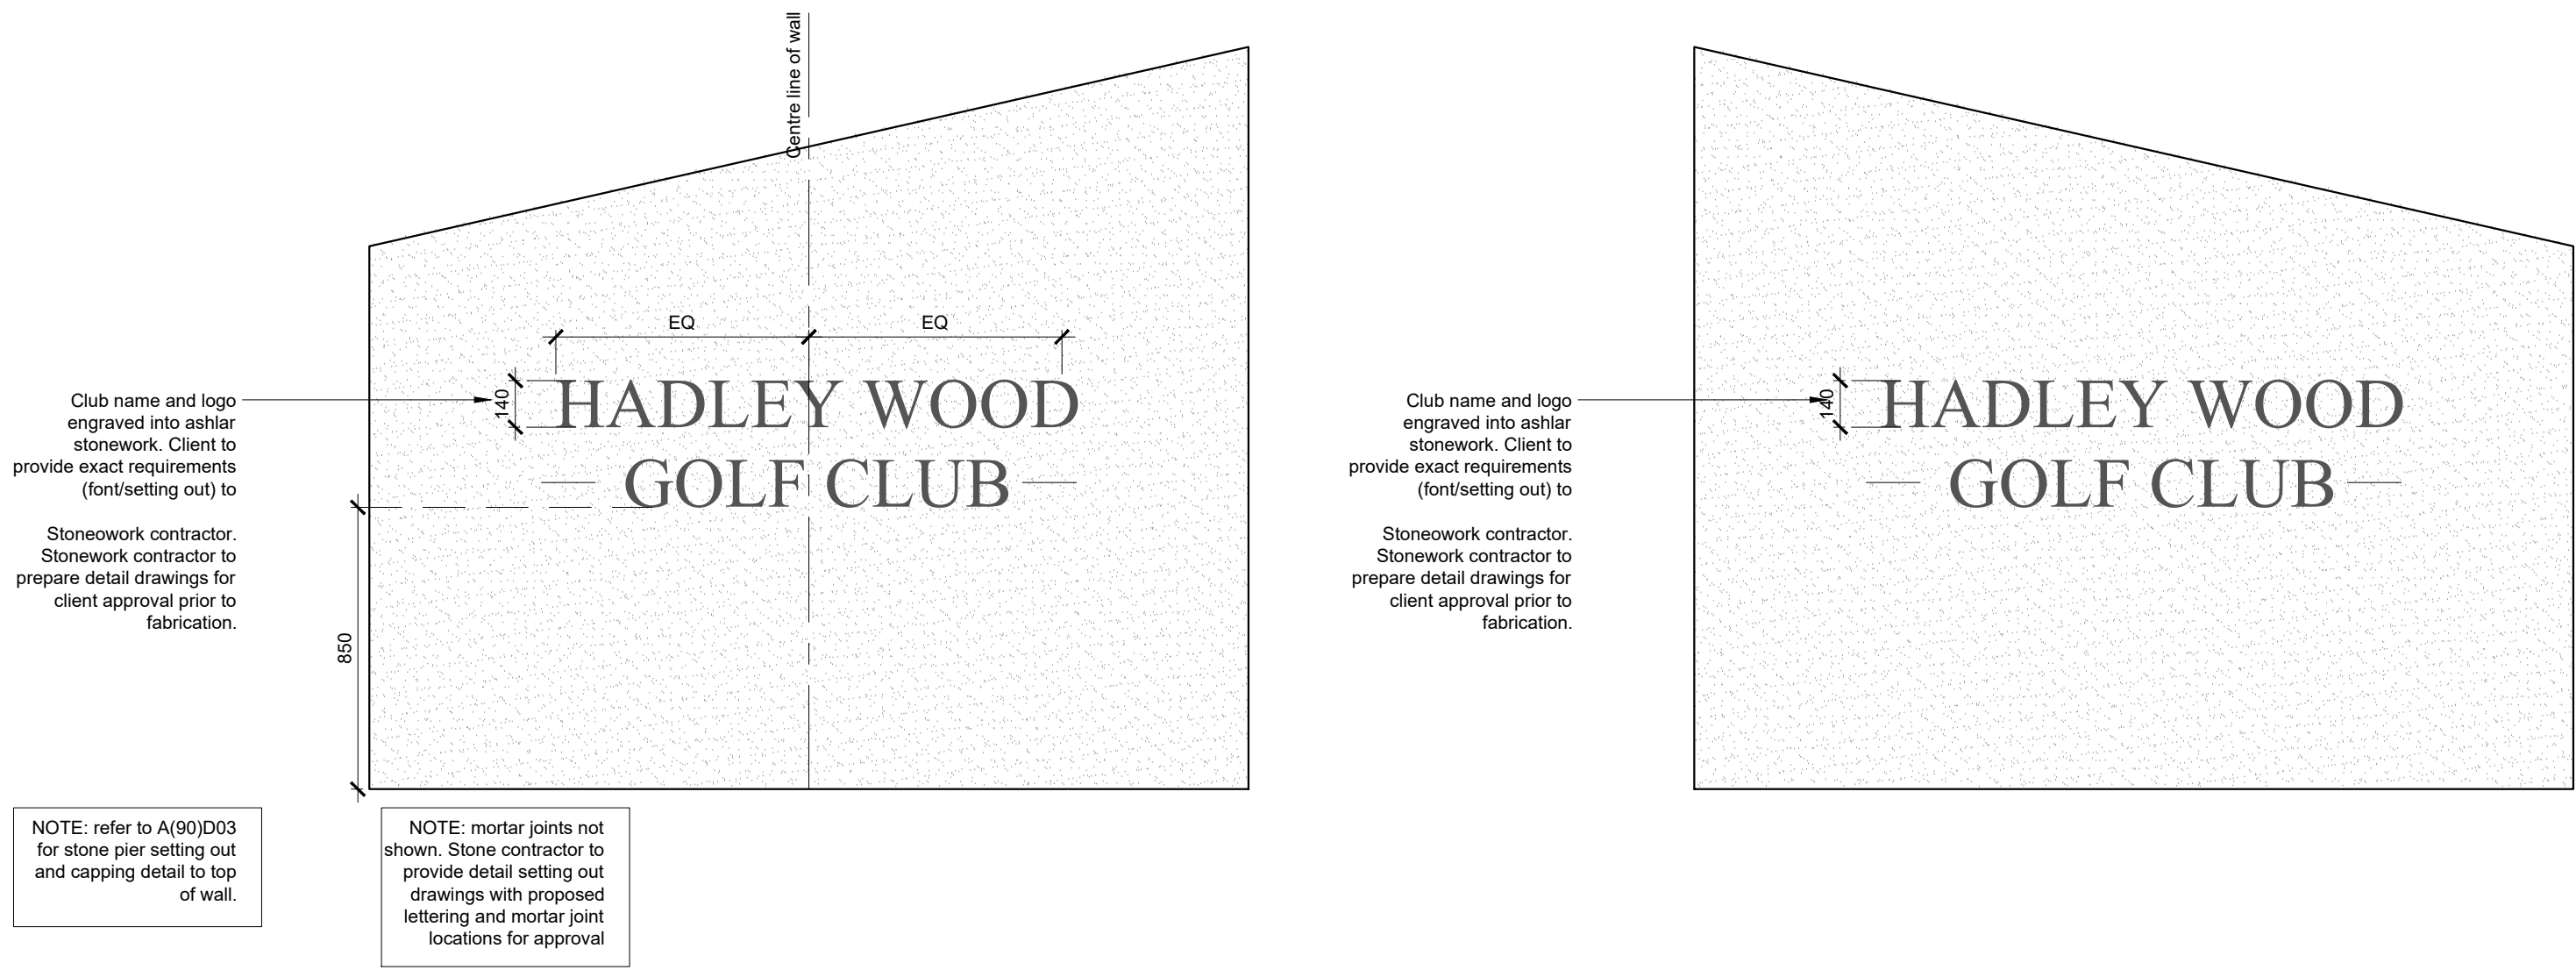 Centre line of wall
EQ
EQ
140
HADLEY WOOD
GOLF CLUB
850
Club name and logo
engraved into ashlar
stonework. Client to
provide exact requirements
(font/setting out) to
Stoneowork contractor.
Stonework contractor to
prepare detail drawings for
client approval prior to
fabrication.
NOTE: refer to A(90)D03
for stone pier setting out
and capping detail to top
of wall.
NOTE: mortar joints not
shown. Stone contractor to
provide detail setting out
drawings with proposed
lettering and mortar joint
locations for approval
Club name and logo
engraved into ashlar
stonework. Client to
provide exact requirements
(font/setting out) to
Stoneowork contractor.
Stonework contractor to
prepare detail drawings for
client approval prior to
fabrication.
140
HADLEY WOOD
GOLF CLUB